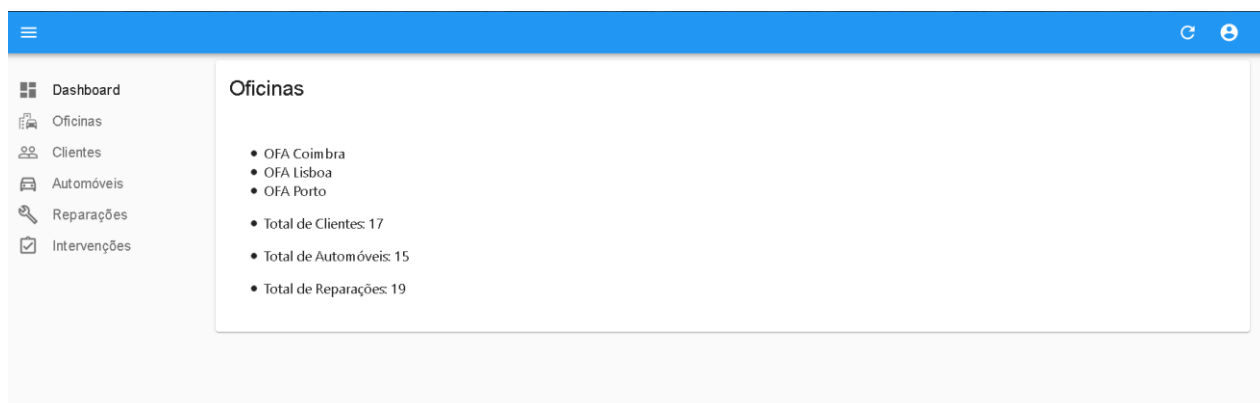 Dashboard
Oficinas
Clientes
Automóveis
Reparações
Intervenções
Oficinas
OFA Coimbra
OFA Lisboa
OFA Porto
Total de Clientes: 17
Total de Automóveis: 15
Total de Reparações: 19